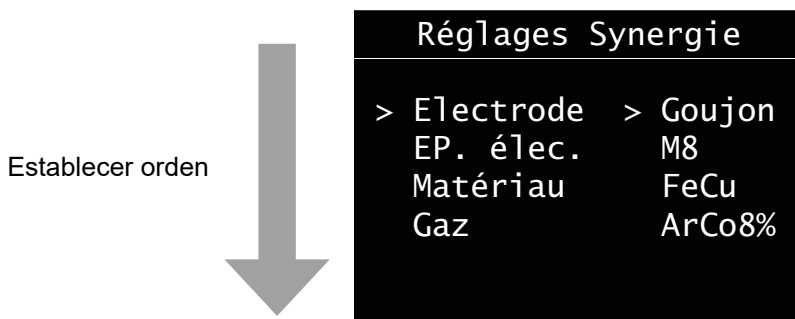 Réglages Synergie
> Electrode > Goujon
EP. élec. M8
Matériau FeCu
Gaz ArCo8%
Establecer orden